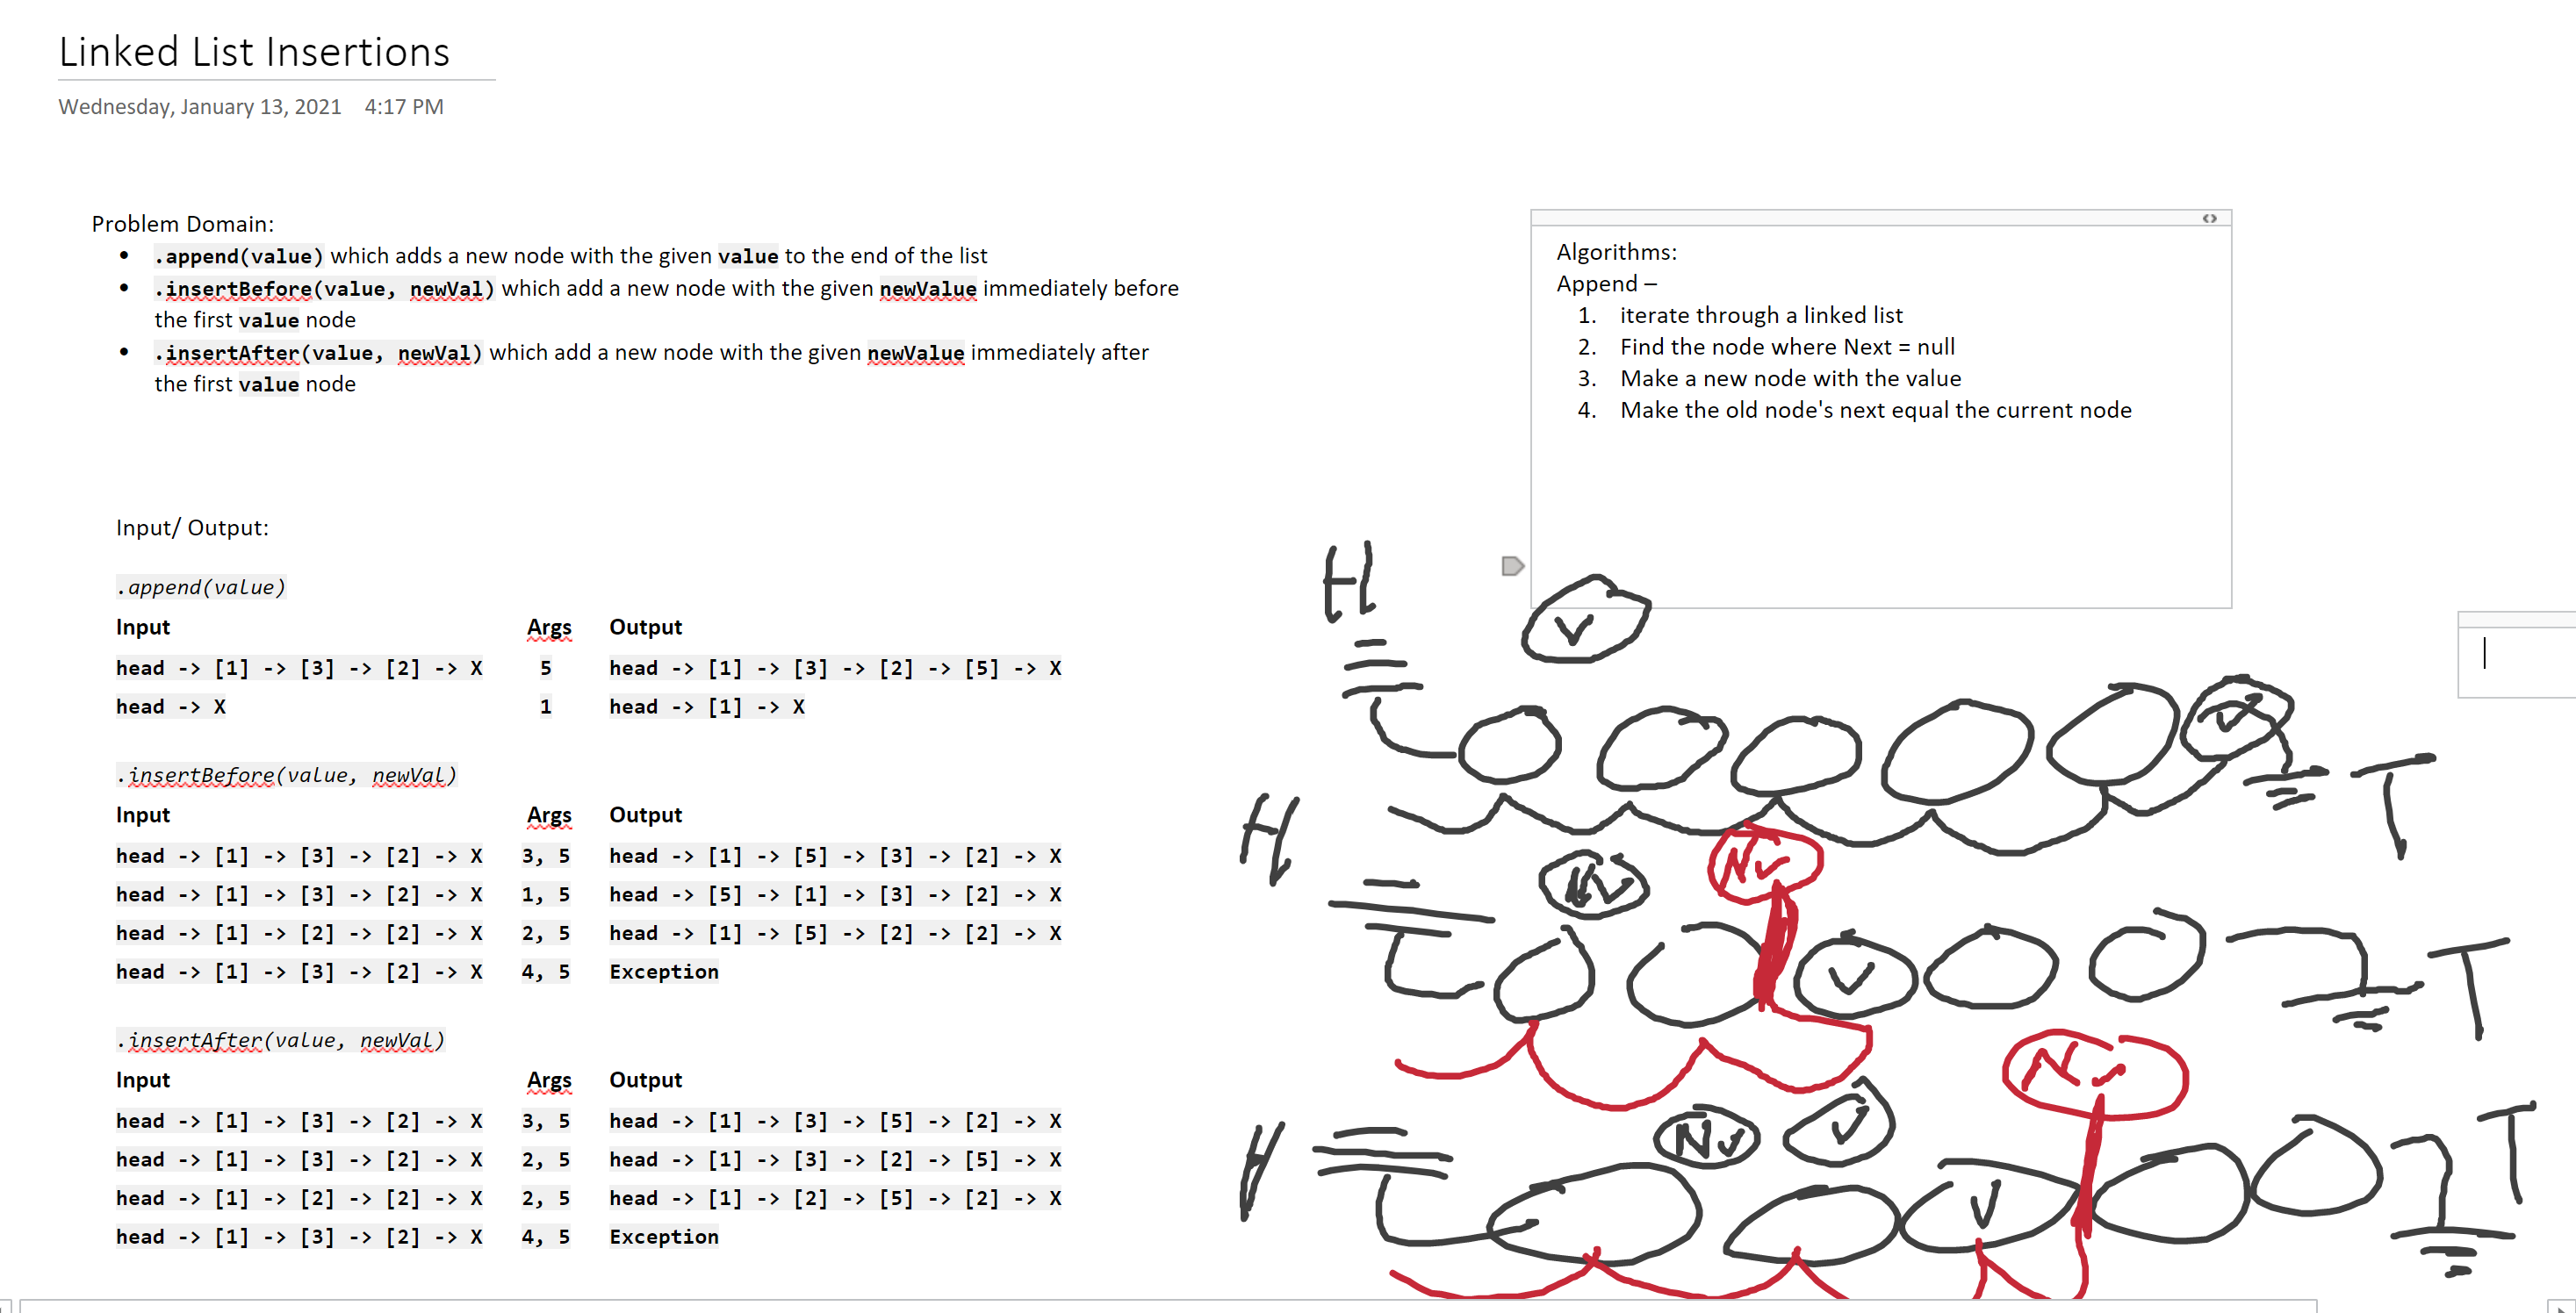 Linked List Insertions
Wednesday, January 13, 2021 4:17 PM
Problem Domain:
• .append(value) which adds a new node with the given value to the end of the list
• .insertBefore(value, newVal) which add a new node with the given newValue immediately before
the first value node
• .insertAfter(value, newVal) which add a new node with the given newValue immediately after
the first value node
Input/ Output:
.append(value)
Input Args Output
head -> [1] -> [3] -> [2] -> X 5 head -> [1] -> [3] -> [2] -> [5] -> X
head -> X 1 head -> [1] -> X
.insertBefore(value, newVal)
Input Args Output
head -> [1] -> [3] -> [2] -> X 3, 5 head -> [1] -> [5] -> [3] -> [2] -> X
head -> [1] -> [3] -> [2] -> X 1, 5 head -> [5] -> [1] -> [3] -> [2] -> X
head -> [1] -> [2] -> [2] -> X 2, 5 head -> [1] -> [5] -> [2] -> [2] -> X
head -> [1] -> [3] -> [2] -> X 4, 5 Exception
.insertAfter(value, newVal)
Input Args Output
head -> [1] -> [3] -> [2] -> X 3, 5 head -> [1] -> [3] -> [5] -> [2] -> X
head -> [1] -> [3] -> [2] -> X 2, 5 head -> [1] -> [3] -> [2] -> [5] -> X
head -> [1] -> [2] -> [2] -> X 2, 5 head -> [1] -> [2] -> [5] -> [2] -> X
head -> [1] -> [3] -> [2] -> X 4, 5 Exception
Algorithms:
Append –
1. iterate through a linked list
2. Find the node where Next = null
3. Make a new node with the value
4. Make the old node's next equal the current node
H
V
V
T
H
Nv
Nv
V
T
Nv
H
Nv
V
V
T